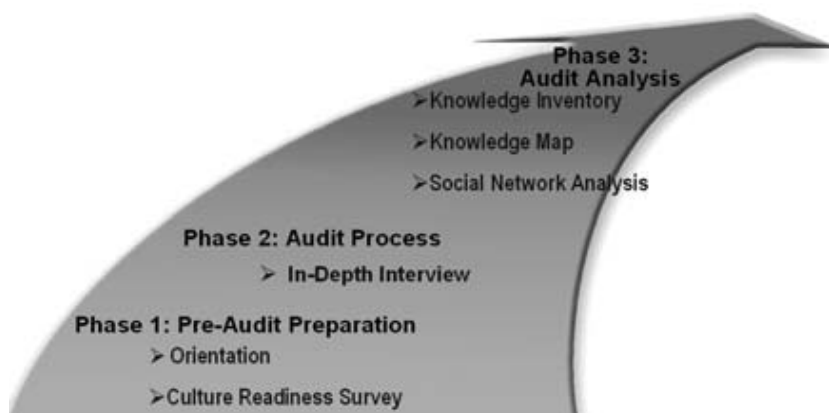 Phase 3:
Audit Analysis
➢Knowledge Inventory
➢Knowledge Map
➢Social Network Analysis
Phase 2: Audit Process
➢ In-Depth Interview
Phase 1: Pre-Audit Preparation
➢Orientation
➢Culture Readiness Survey